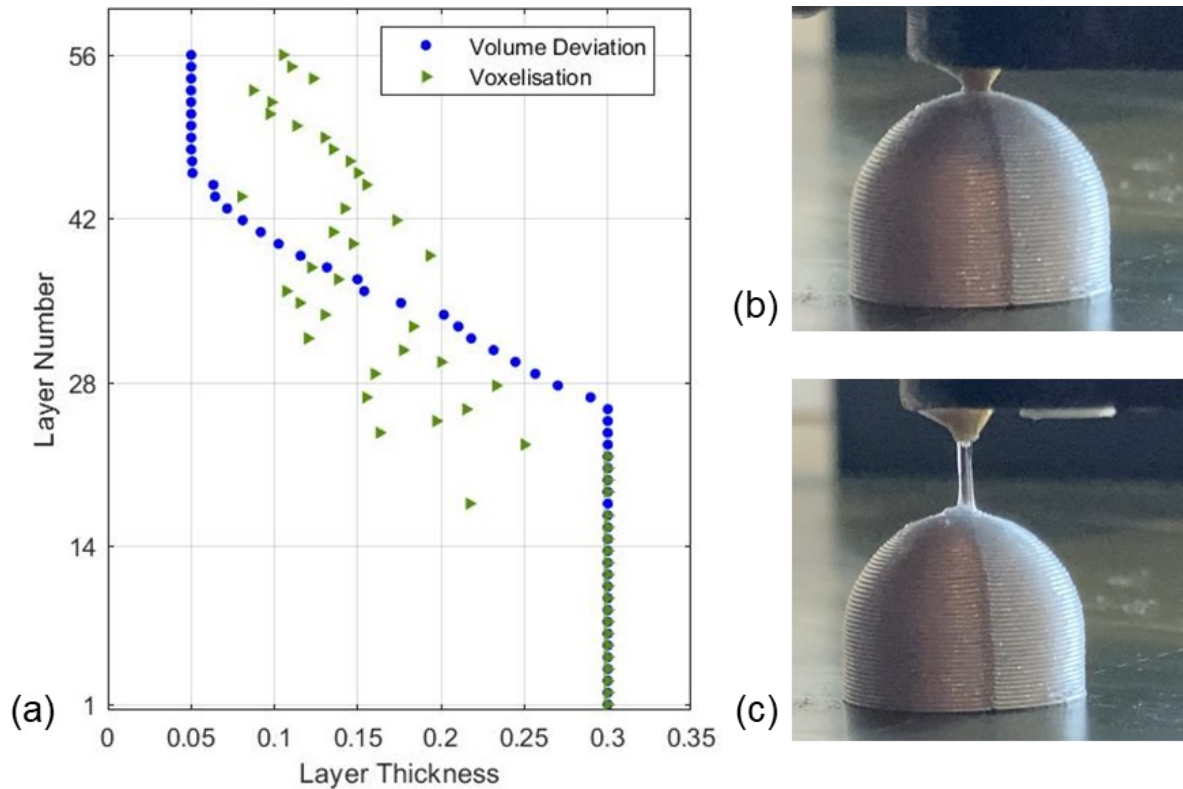 Volume Deviation
Voxelisation
56
42
28
14
1
Layer Number
0 0.05 0.1 0.15 0.2 0.25 0.3 0.35
Layer Thickness
(a)
(b)
(c)